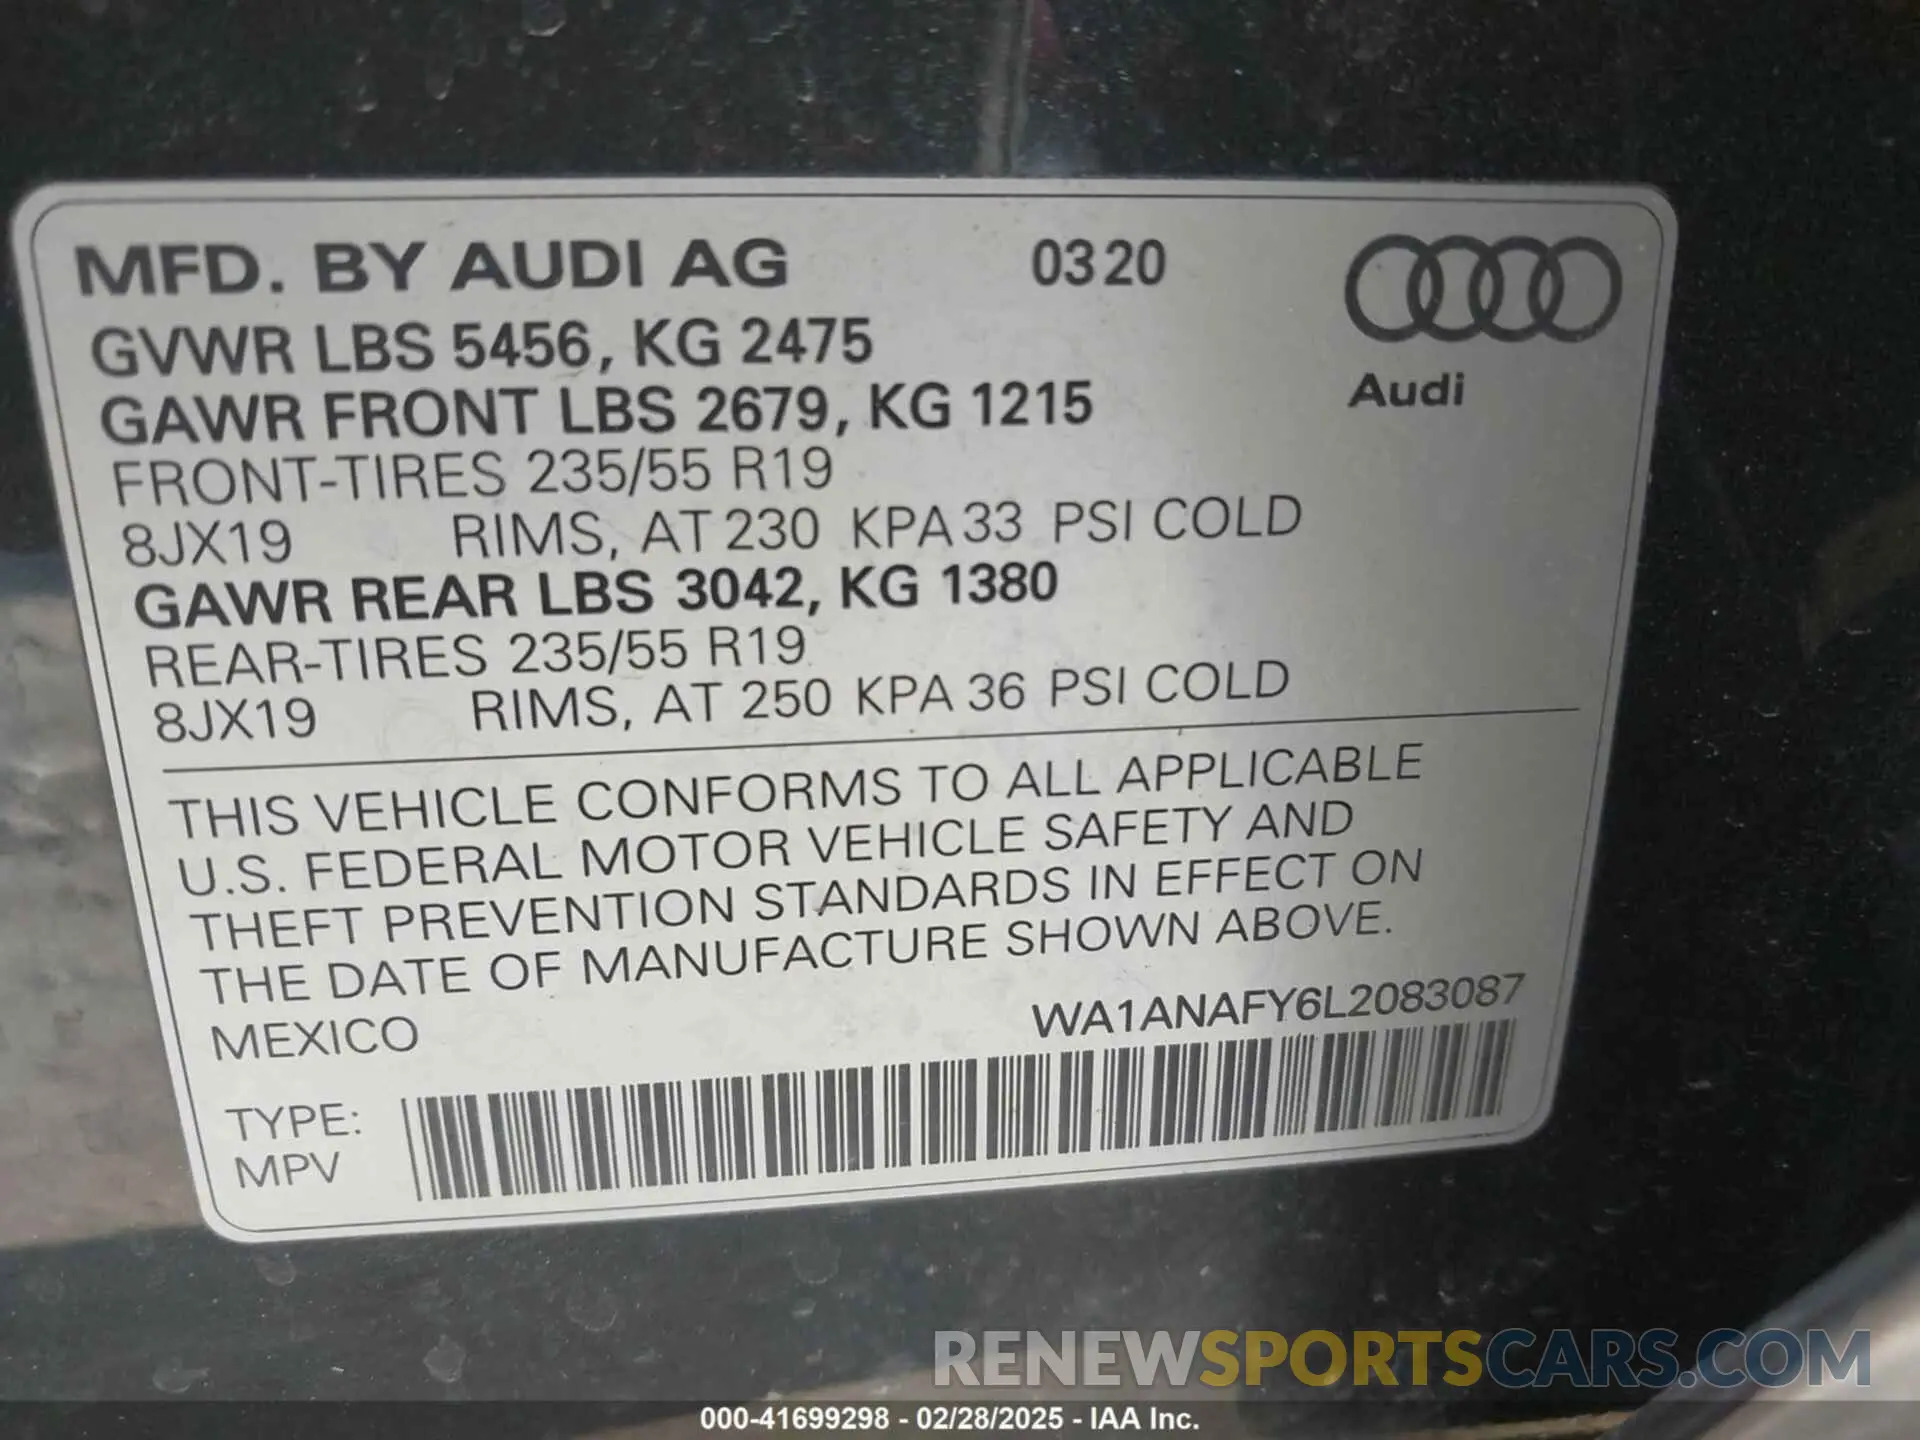 MFD. BY AUDI AG 0320
GVWR LBS 5456, KG 2475
GAWR FRONT LBS 2679, KG 1215
Audi
FRONT-TIRES 235/55 R19
8JX19 RIMS, AT 230 KPA 33 PSI COLD
GAWR REAR LBS 3042, KG 1380
REAR-TIRES 235/55 R19
8JX19 RIMS, AT 250 KPA 36 PSI COLD
THIS VEHICLE CONFORMS TO ALL APPLICABLE
U.S. FEDERAL MOTOR VEHICLE SAFETY AND
THEFT PREVENTION STANDARDS IN EFFECT ON
THE DATE OF MANUFACTURE SHOWN ABOVE.
MEXICO WA1ANAFY6L2083087
TYPE:
MPV
RENEWSPORTSCARS.COM
000-41699298 - 02/28/2025 - IAA Inc.